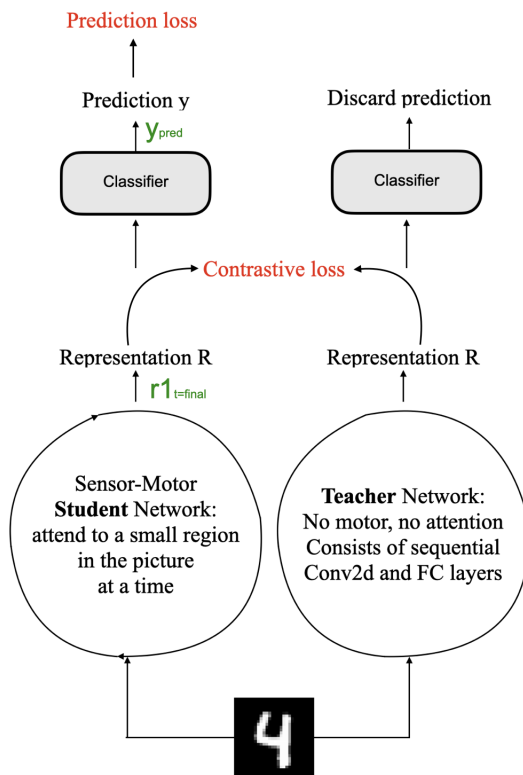 Prediction loss
Prediction y
Discard prediction
ypred
Classifier
Classifier
Contrastive loss
Representation R
Representation R
r1t=final
Sensor-Motor
Student Network:
attend to a small region
in the picture
at a time
Teacher Network:
No motor, no attention
Consists of sequential
Conv2d and FC layers
4